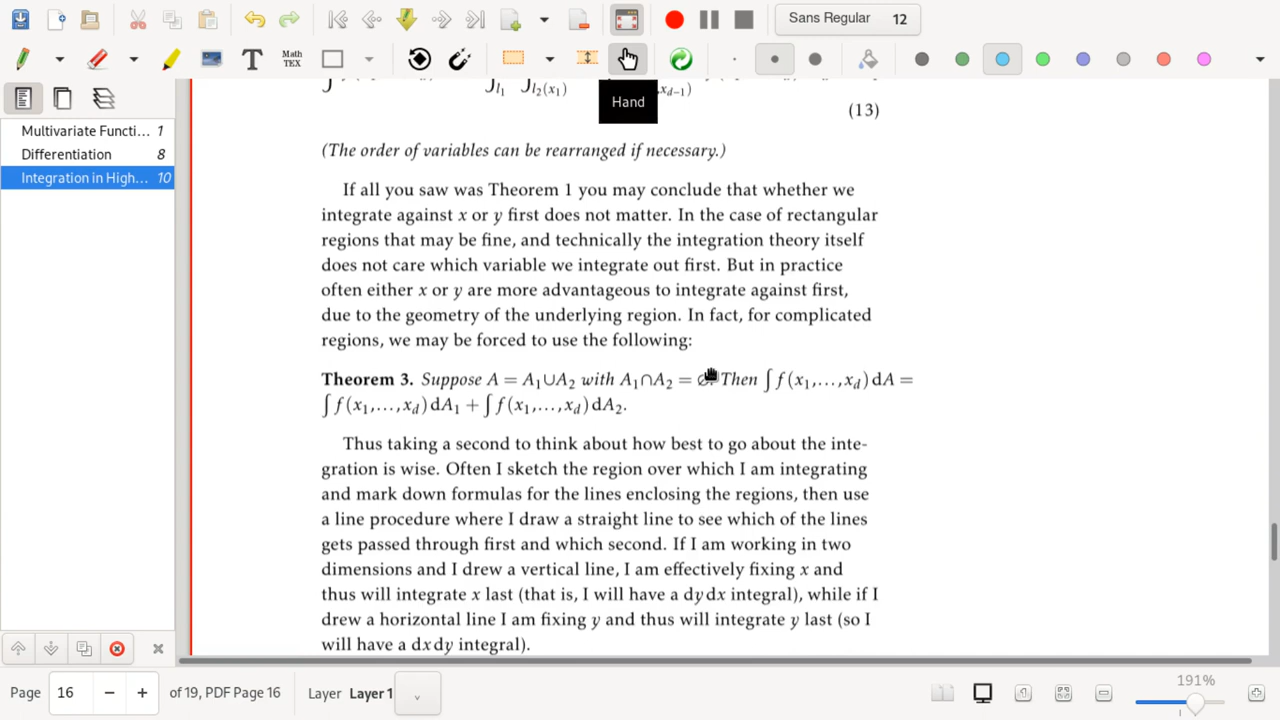 Sans Regular 12
Math
TEX
Hand
Multivariate Functi... 1
Differentiation 8
Integration in High... 10
(13)
(The order of variables can be rearranged if necessary.)
If all you saw was Theorem 1 you may conclude that whether we
integrate against x or y first does not matter. In the case of rectangular
regions that may be fine, and technically the integration theory itself
does not care which variable we integrate out first. But in practice
often either x or y are more advantageous to integrate against first,
due to the geometry of the underlying region. In fact, for complicated
regions, we may be forced to use the following:
Theorem 3. Suppose A = A₁∪A₂ with A₁∩A₂ = ∅. Then ∫ f(x₁,...,x_d) dA =
∫ f(x₁,...,x_d) dA₁ + ∫ f(x₁,...,x_d) dA₂.
Thus taking a second to think about how best to go about the inte-
gration is wise. Often I sketch the region over which I am integrating
and mark down formulas for the lines enclosing the regions, then use
a line procedure where I draw a straight line to see which of the lines
gets passed through first and which second. If I am working in two
dimensions and I drew a vertical line, I am effectively fixing x and
thus will integrate x last (that is, I will have a dy dx integral), while if I
drew a horizontal line I am fixing y and thus will integrate y last (so I
will have a dx dy integral).
Page 16 of 19, PDF Page 16 Layer Layer 1 191%